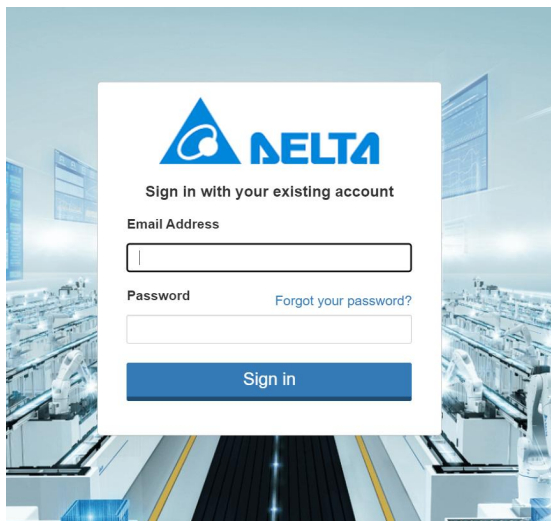 DELTA
Sign in with your existing account
Email Address
Password
Forgot your password?
Sign in